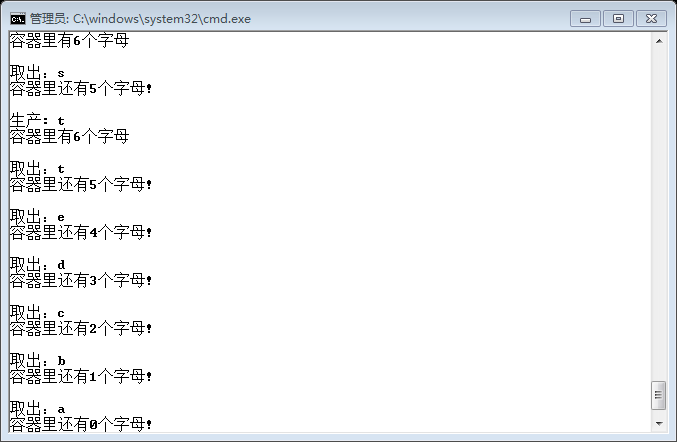 管理员: C:\windows\system32\cmd.exe
容器里有6个字母
取出：s
容器里还有5个字母!
生产：t
容器里有6个字母
取出：t
容器里还有5个字母!
取出：e
容器里还有4个字母!
取出：d
容器里还有3个字母!
取出：c
容器里还有2个字母!
取出：b
容器里还有1个字母!
取出：a
容器里还有0个字母!